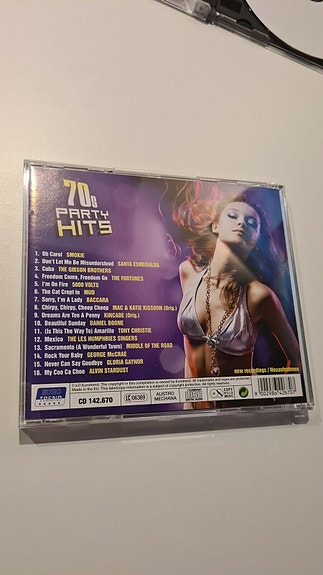 70s
PARTY
HITS
1. Oh Carol SMOKIE
2. Don't Let Me Be Misunderstood SANTA ESMERALDA
3. Cuba THE GIBSON BROTHERS
4. Freedom Come, Freedom Go THE FORTUNES
5. I'm On Fire 5000 VOLTS
6. The Cat Crept In MUD
7. Sorry, I'm A Lady BACCARA
8. Chirpy, Chirpy, Cheep Cheep MAC & KATIE KISSOON (Orig.)
9. Dreams Are Ten A Penny KINCADE (Orig.)
10. Beautiful Sunday DANIEL BOONE
11. (Is This The Way To) Amarillo TONY CHRISTIE
12. Mexico THE LES HUMPHRIES SINGERS
13. Sacramento (A Wonderful Town) MIDDLE OF THE ROAD
14. Rock Your Baby GEORGE McCRAE
15. Never Can Say Goodbye GLORIA GAYNOR
16. My Coo Ca Choo ALVIN STARDUST
new recordings / Neuaufnahmen
EURO
TREND
CD 142.670
LC 06369
AUSTRO
MECHANA